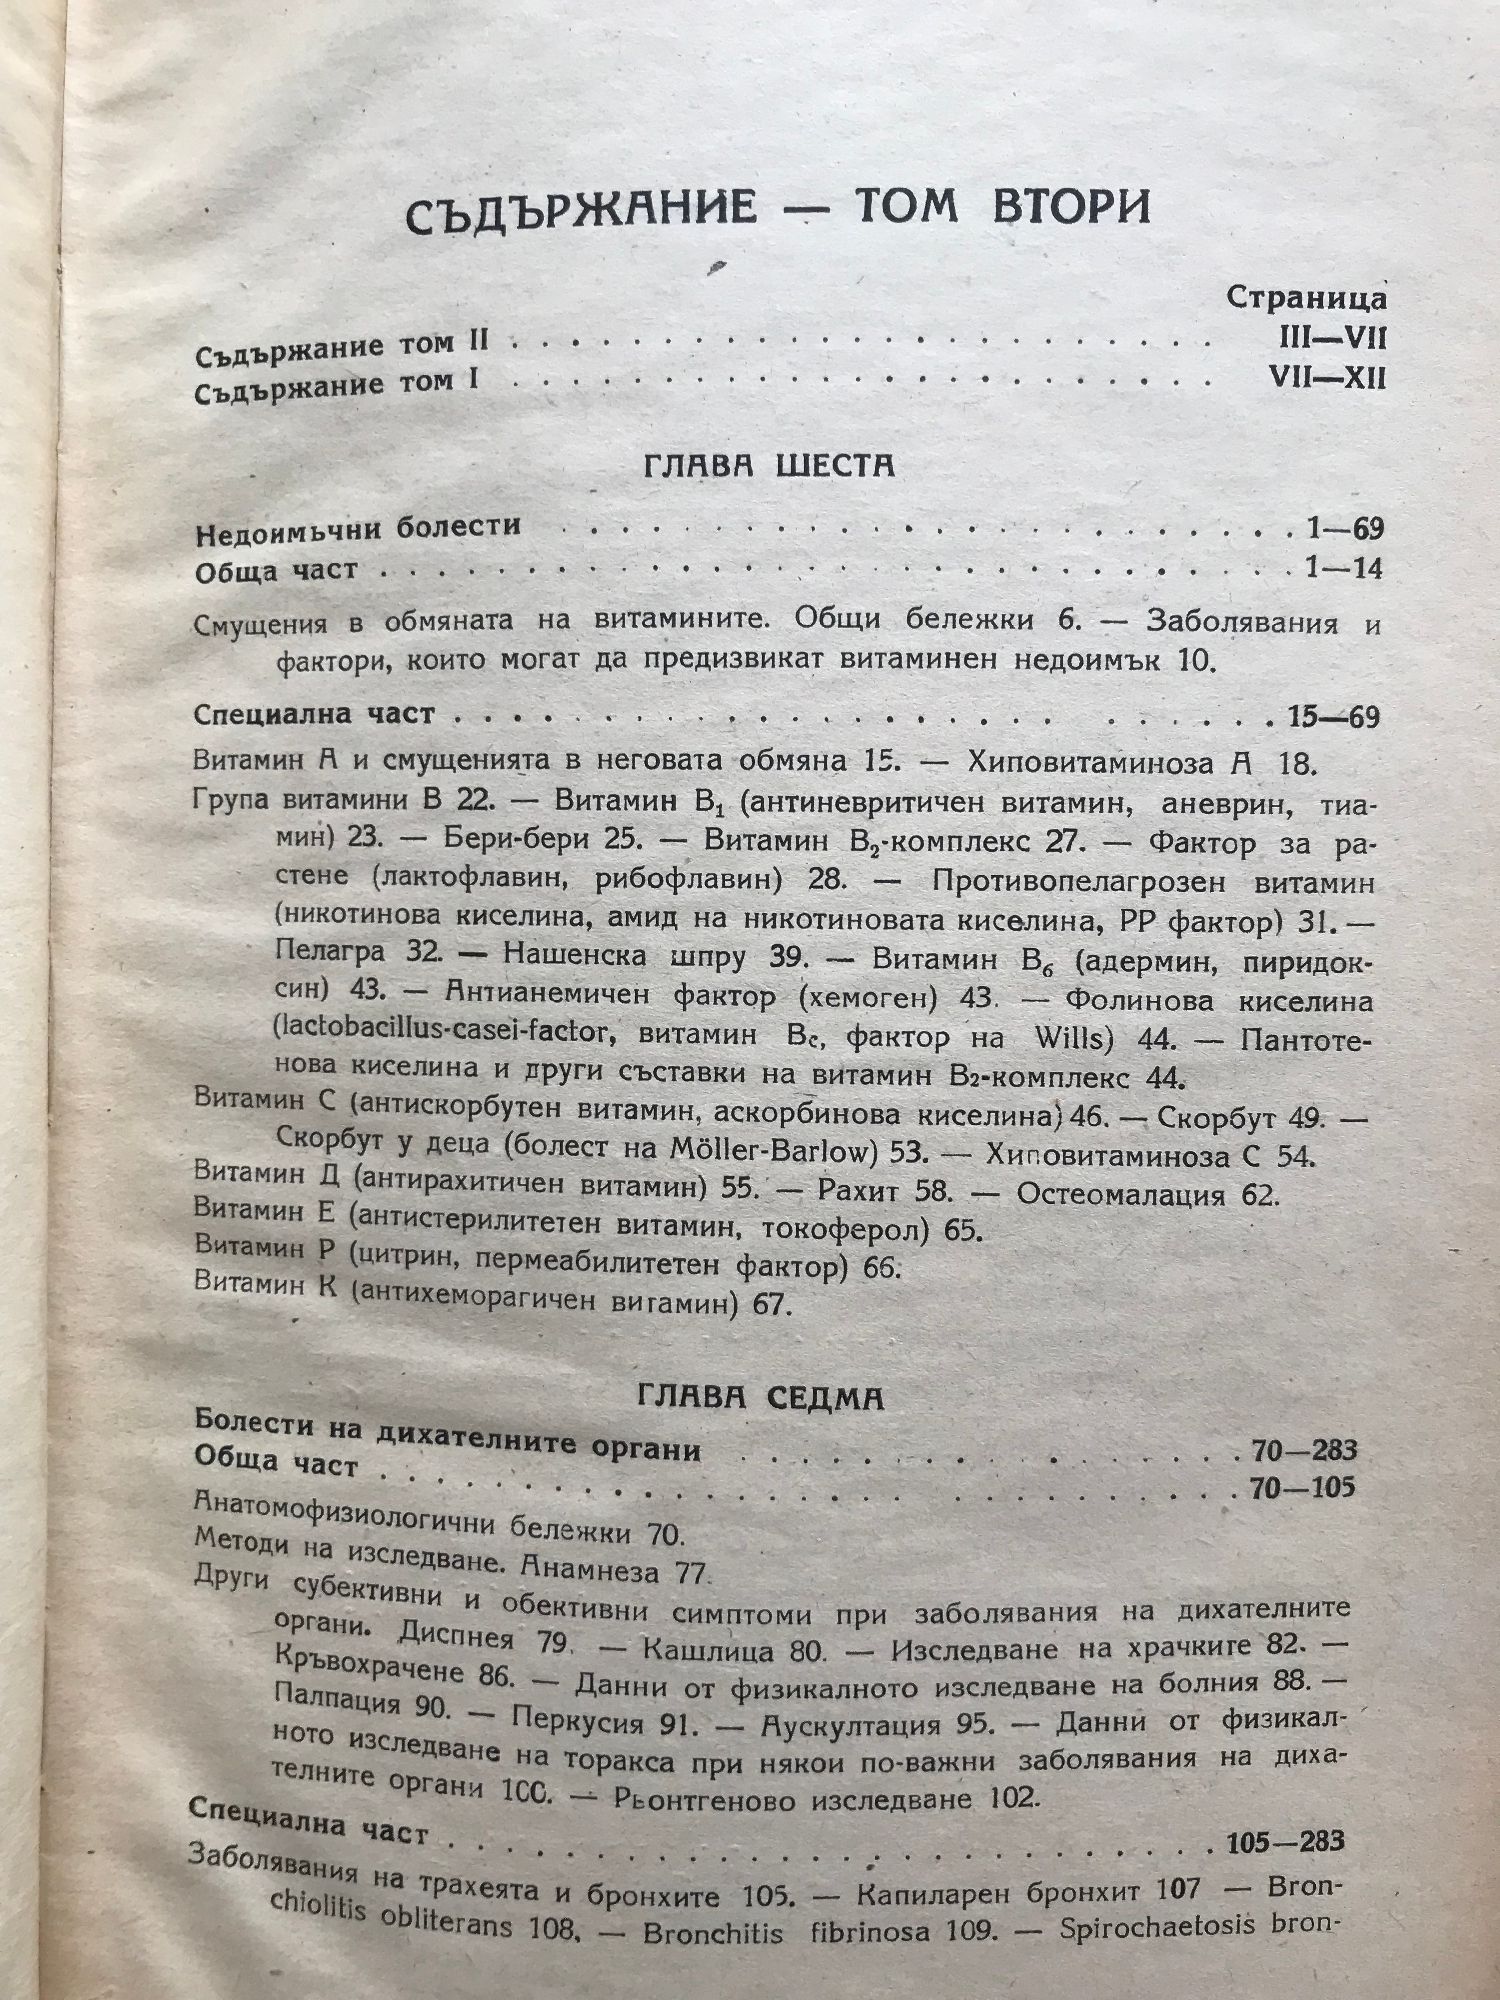 СЪДЪРЖАНИЕ — ТОМ ВТОРИ
Страница
Съдържание том II . . . . . . . . . . . . . . . . . . . . . . . . III—VII
Съдържание том I . . . . . . . . . . . . . . . . . . . . . . . . VII—XII
ГЛАВА ШЕСТА
Недоимъчни болести . . . . . . . . . . . . . . . . . . . . . . . . 1—69
Обща част . . . . . . . . . . . . . . . . . . . . . . . . . . . . . . 1—14
Смущения в обмяната на витамините. Общи бележки 6. — Заболявания и
фактори, които могат да предизвикат витаминен недоимък 10.
Специална част . . . . . . . . . . . . . . . . . . . . . . . . . . 15—69
Витамин А и смущенията в неговата обмяна 15. — Хиповитаминоза А 18.
Група витамини В 22. — Витамин В₁ (антиневритичен витамин, аневрин, тиа-
мин) 23. — Бери-бери 25. — Витамин В₂-комплекс 27. — Фактор за ра-
стене (лактофлавин, рибофлавин) 28. — Противопелагрозен витамин
(никотинова киселина, амид на никотиновата киселина, РР фактор) 31. —
Пелагра 32. — Нашенска шпру 39. — Витамин В₆ (адермин, пиридок-
син) 43. — Антианемичен фактор (хемоген) 43. — Фолинова киселина
(lactobacillus-casei-factor, витамин Bc, фактор на Wills) 44. — Пантоте-
нова киселина и други съставки на витамин В₂-комплекс 44.
Витамин С (антискорбутен витамин, аскорбинова киселина) 46. — Скорбут 49. —
Скорбут у деца (болест на Möller-Barlow) 53. — Хиповитаминоза С 54.
Витамин Д (антирахитичен витамин) 55. — Рахит 58. — Остеомалация 62.
Витамин Е (антистерилитетен витамин, токоферол) 65.
Витамин Р (цитрин, пермеабилитетен фактор) 66.
Витамин К (антихеморагичен витамин) 67.
ГЛАВА СЕДМА
Болести на дихателните органи . . . . . . . . . . . . . . . . . 70—283
Обща част . . . . . . . . . . . . . . . . . . . . . . . . . . . . 70—105
Анатомофизиологични бележки 70.
Методи на изследване. Анамнеза 77.
Други субективни и обективни симптоми при заболявания на дихателните
органи. Диспнея 79. — Кашлица 80. — Изследване на храчките 82. —
Кръвохрачене 86. — Данни от физикалното изследване на болния 88. —
Палпация 90. — Перкусия 91. — Аускултация 95. — Данни от физикал-
ното изследване на торакса при някои по-важни заболявания на диха-
телните органи 100. — Рьонтгеново изследване 102.
Специална част . . . . . . . . . . . . . . . . . . . . . . . . . 105—283
Заболявания на трахеята и бронхите 105. — Капиларен бронхит 107 — Bron-
chiolitis obliterans 108. — Bronchitis fibrinosa 109. — Spirochaetosis bron-